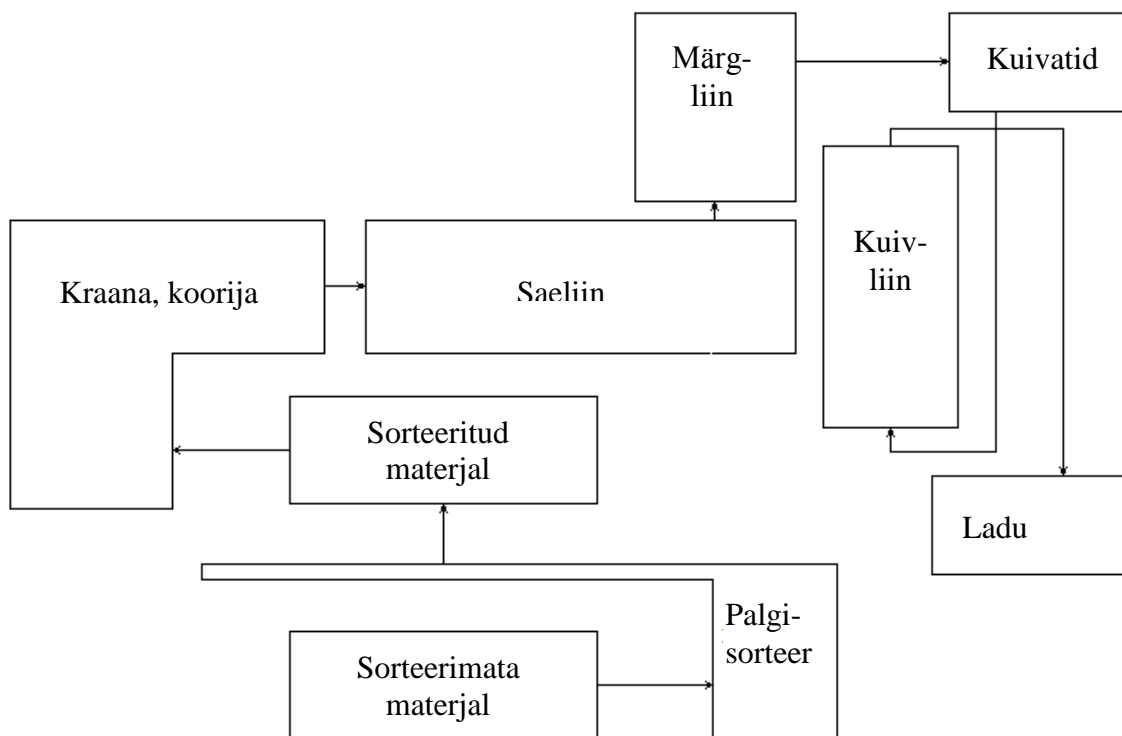 Märg-
liin
Kuivatid
Kuiv-
liin
Kraana, koorija
Saeliin
Sorteeritud
materjal
Ladu
Palgi-
sorteer
Sorteerimata
materjal